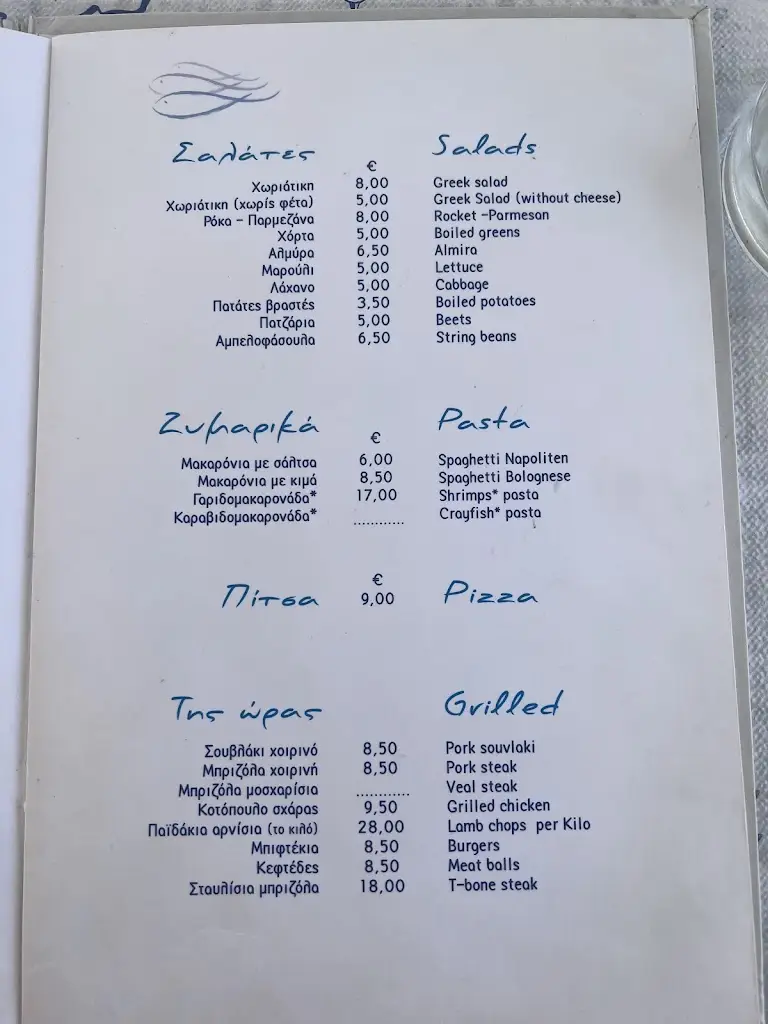 Σαλάτες € Salads
Χωριάτικη 8,00 Greek salad
Χωριάτικη (χωρίς φέτα) 5,00 Greek Salad (without cheese)
Ρόκα – Παρμεζάνα 8,00 Rocket –Parmesan
Χόρτα 5,00 Boiled greens
Αλμύρα 6,50 Almira
Μαρούλι 5,00 Lettuce
Λάχανο 5,00 Cabbage
Πατάτες βραστές 3,50 Boiled potatoes
Πατζάρια 5,00 Beets
Αμπελοφάσουλα 6,50 String beans
Ζυμαρικά € Pasta
Μακαρόνια με σάλτσα 6,00 Spaghetti Napoliten
Μακαρόνια με κιμά 8,50 Spaghetti Bolognese
Γαριδομακαρονάδα* 17,00 Shrimps* pasta
Καραβιδομακαρονάδα* ............ Crayfish* pasta
€
Πίτσα 9,00 Pizza
Της ώρας Grilled
Σουβλάκι χοιρινό 8,50 Pork souvlaki
Μπριζόλα χοιρινή 8,50 Pork steak
Μπριζόλα μοσχαρίσια ............ Veal steak
Κοτόπουλο σχάρας 9,50 Grilled chicken
Παϊδάκια αρνίσια (το κιλό) 28,00 Lamb chops per Kilo
Μπιφτέκια 8,50 Burgers
Κεφτέδες 8,50 Meat balls
Σταυλίσια μπριζόλα 18,00 T-bone steak